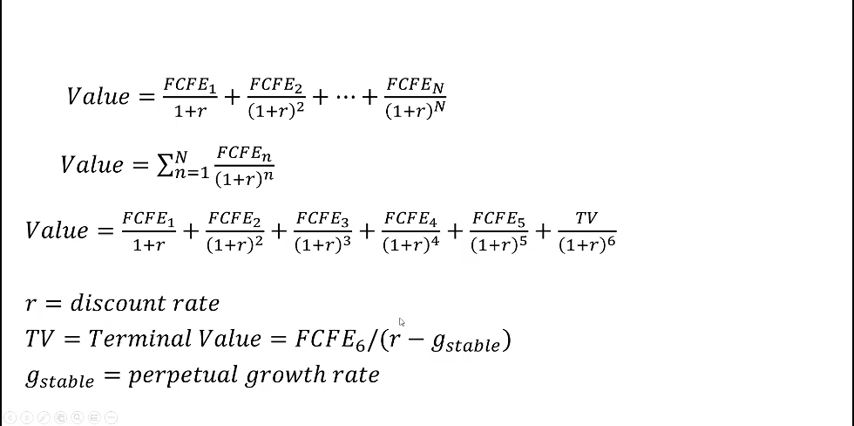 Value = FCFE₁/(1+r) + FCFE₂/(1+r)² + ⋯ + FCFE_N/(1+r)^N
Value = ∑ₙ₌₁^N FCFEₙ/(1+r)ⁿ
Value = FCFE₁/(1+r) + FCFE₂/(1+r)² + FCFE₃/(1+r)³ + FCFE₄/(1+r)⁴ + FCFE₅/(1+r)⁵ + TV/(1+r)⁶
r = discount rate
TV = Terminal Value = FCFE₆/(r − g_stable)
g_stable = perpetual growth rate